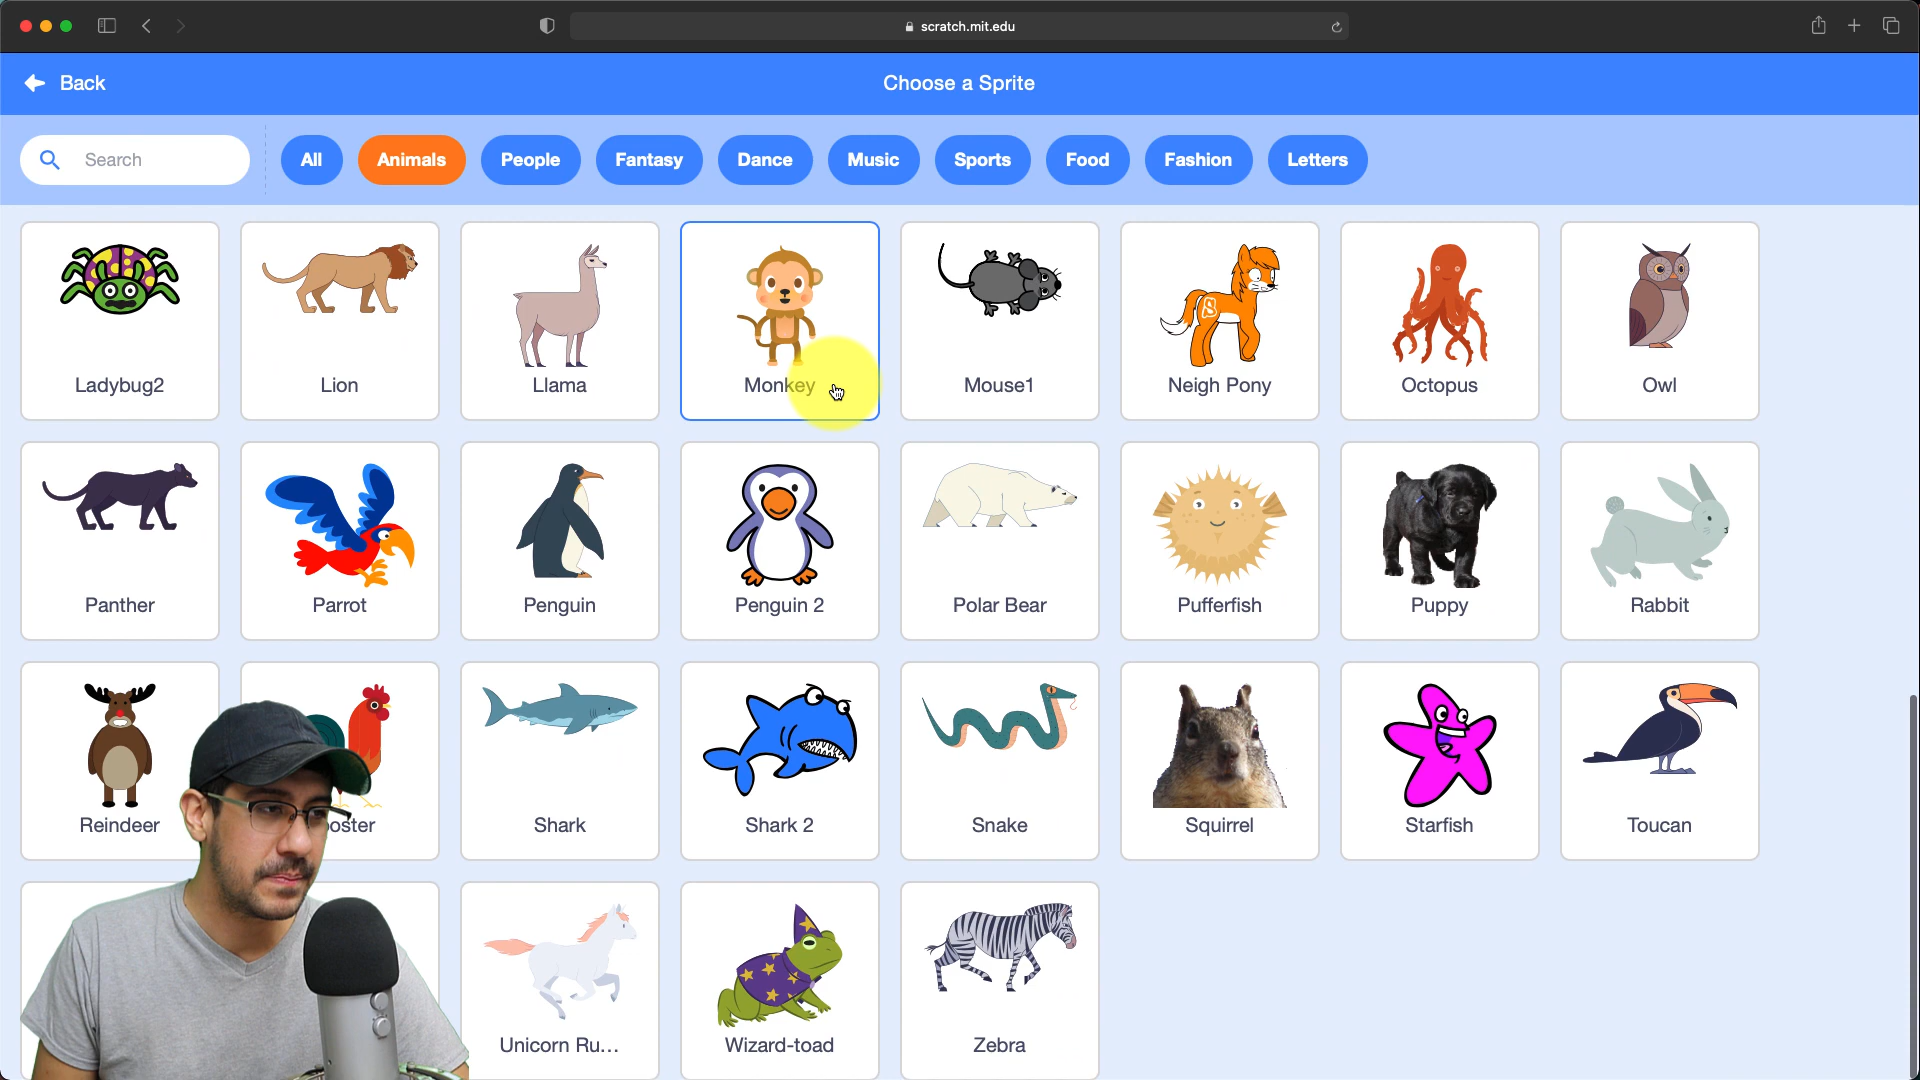 scratch.mit.edu
Back
Choose a Sprite
Search
All
Animals
People
Fantasy
Dance
Music
Sports
Food
Fashion
Letters
Ladybug2
Lion
Llama
Monkey
Mouse1
Neigh Pony
S
Octopus
Owl
Panther
Parrot
Penguin
Penguin 2
Polar Bear
Pufferfish
Puppy
Rabbit
Reindeer
ooster
Shark
Shark 2
Snake
Squirrel
Starfish
Toucan
Unicorn Ru...
Wizard-toad
Zebra